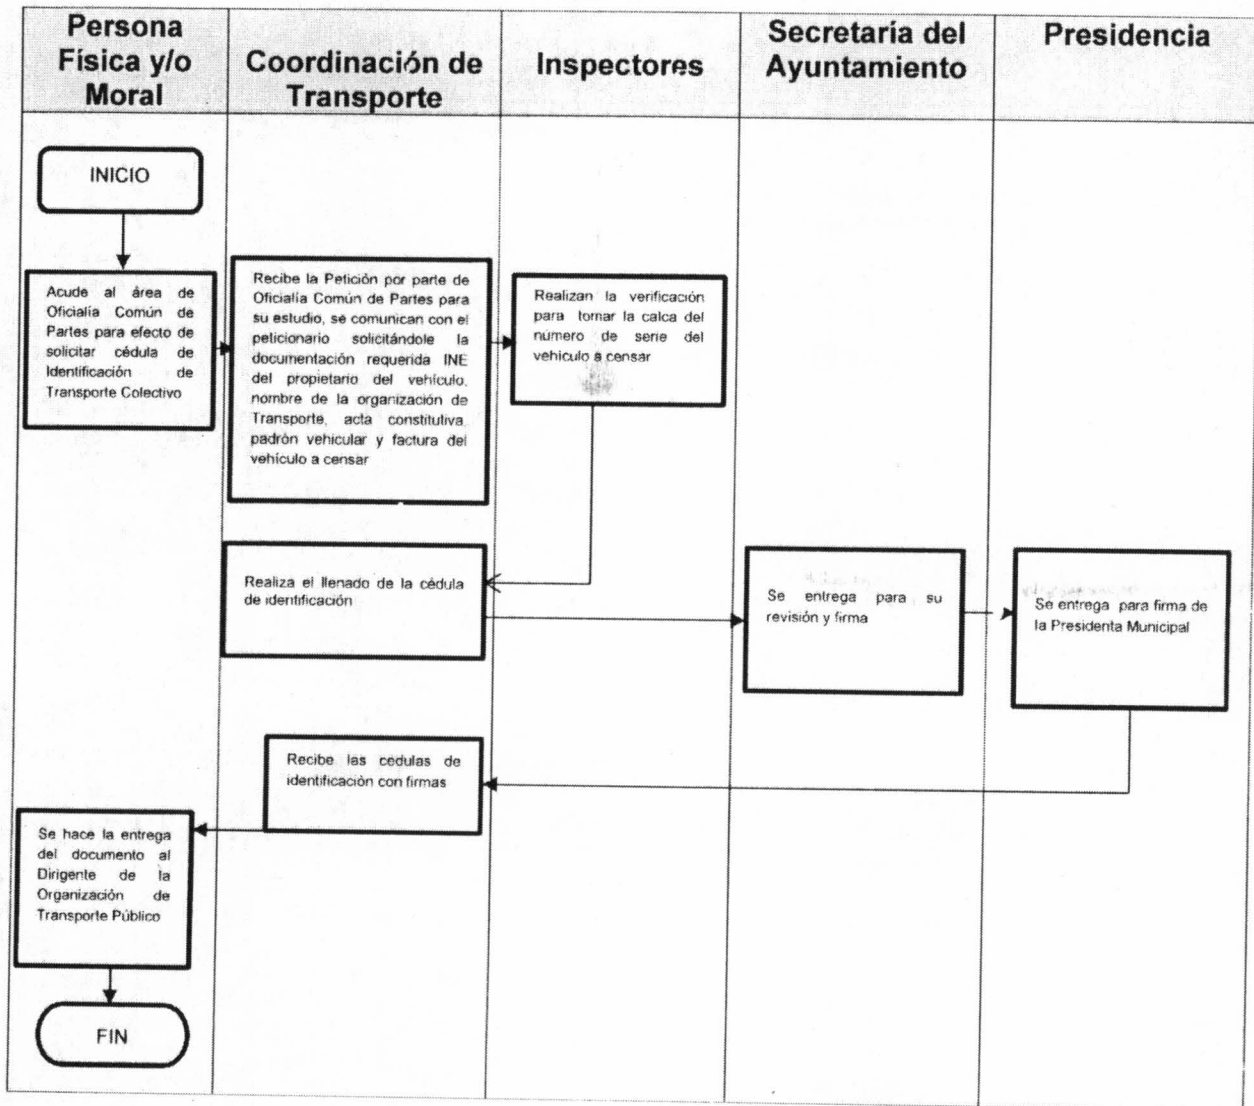 Persona
Física y/o
Moral
Coordinación de
Transporte
Inspectores
Secretaría del
Ayuntamiento
Presidencia
INICIO
Acude al área de
Oficialía Común de
Partes para efecto de
solicitar cédula de
Identificación de
Transporte Colectivo
Recibe la Petición por parte de
Oficialía Común de Partes para
su estudio, se comunican con el
peticionario solicitándole la
documentación requerida INE
del propietario del vehículo,
nombre de la organización de
Transporte, acta constitutiva,
padrón vehicular y factura del
vehículo a censar
Realizan la verificación
para tomar la calca del
número de serie del
vehículo a censar
Realiza el llenado de la cédula
de identificación
Se entrega para su
revisión y firma
Se entrega para firma de
la Presidenta Municipal
Recibe las cedulas de
identificación con firmas
Se hace la entrega
del documento al
Dirigente de la
Organización de
Transporte Público
FIN